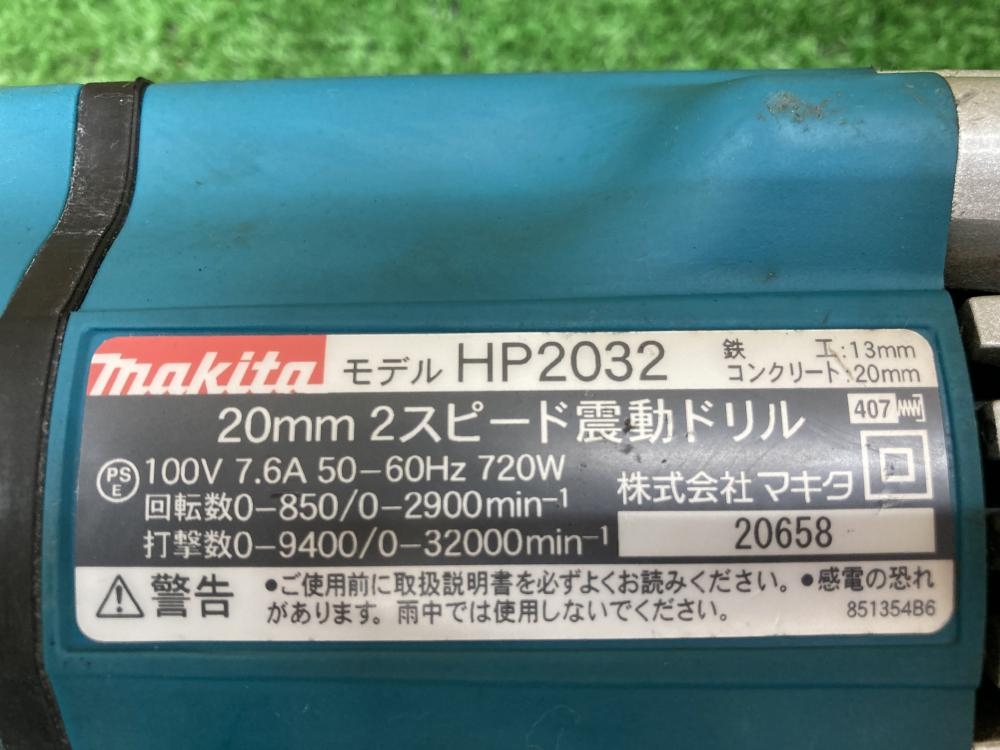 makita モデル HP2032 鉄 工:13mm
コンクリート:20mm
20mm 2スピード震動ドリル 407
PSE 100V 7.6A 50-60Hz 720W
回転数0-850/0-2900min⁻¹ 株式会社マキタ
打撃数0-9400/0-32000min⁻¹ 20658
警告 •ご使用前に取扱説明書を必ずよくお読みください。•感電の恐れ
があります。雨中では使用しないでください。 851354B6